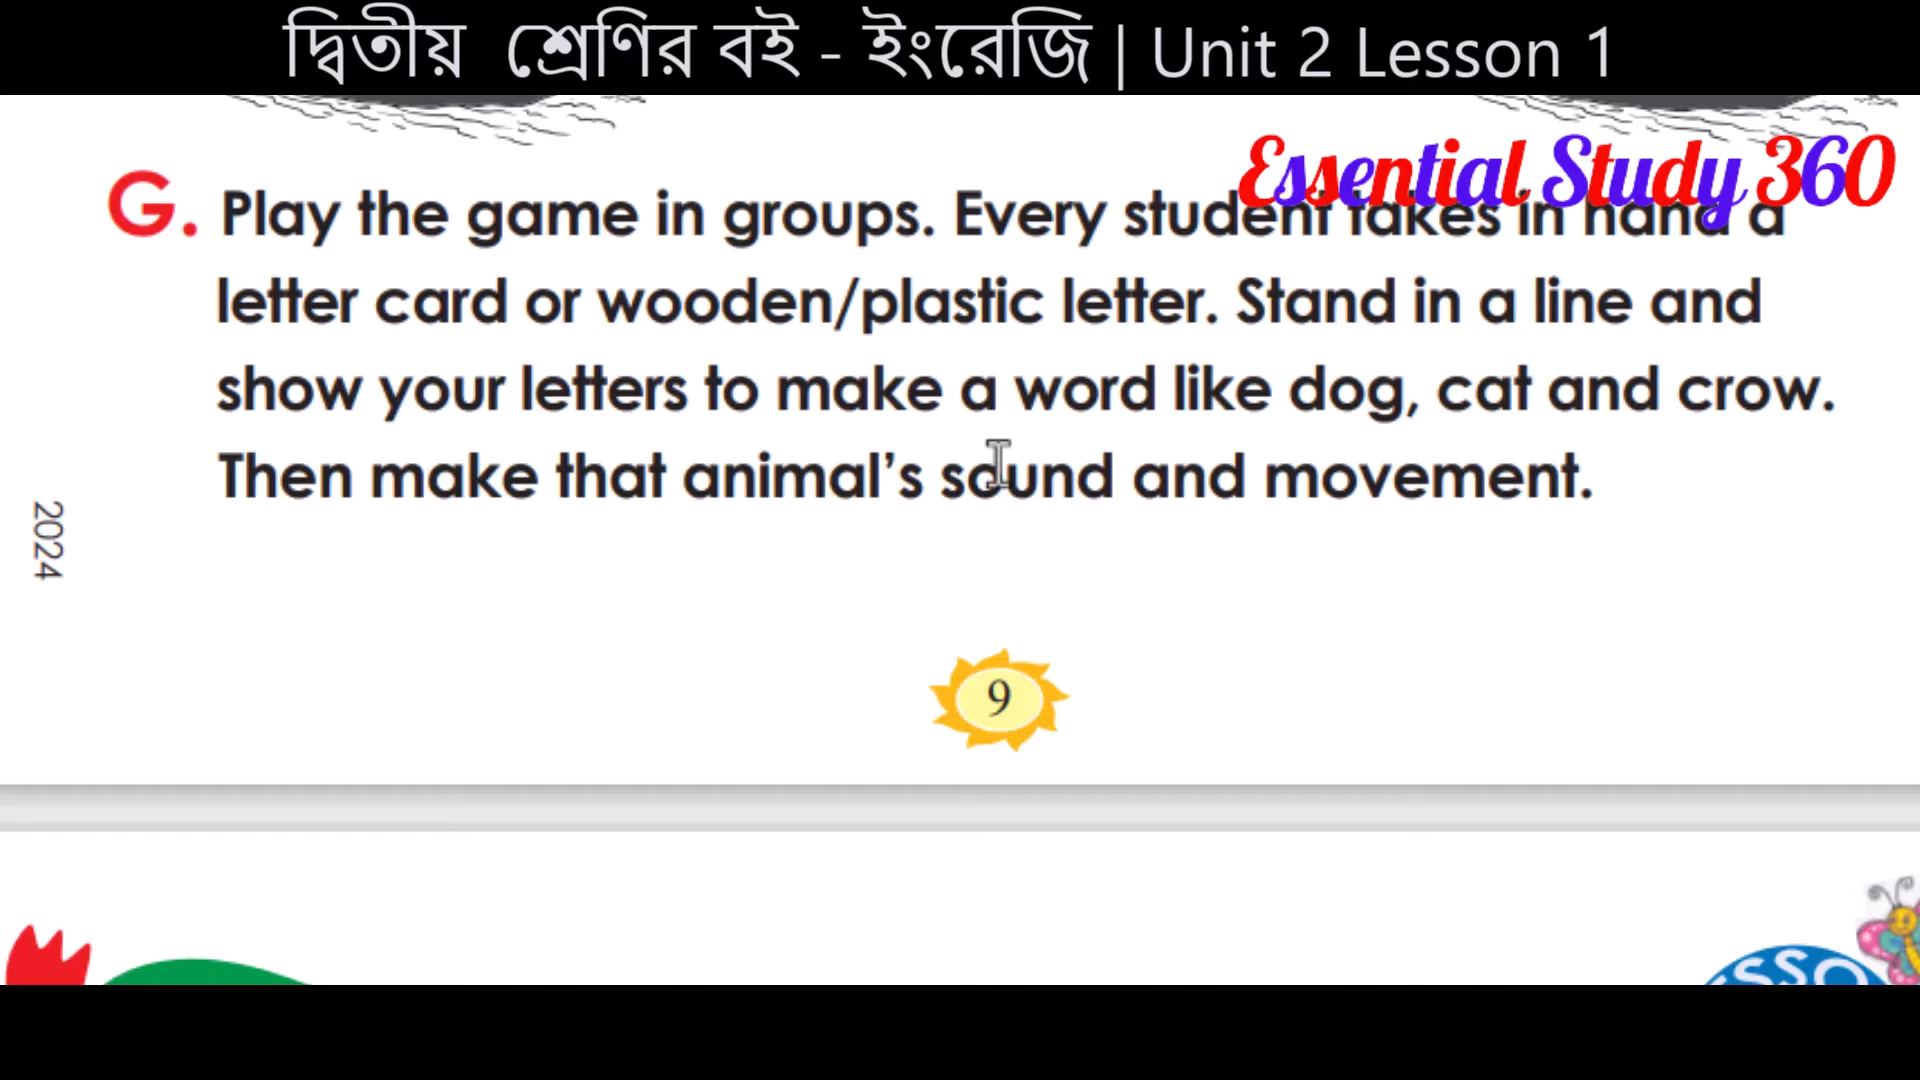 দ্বিতীয় শ্রেণির বই - ইংরেজি | Unit 2 Lesson 1
Essential Study 360
G. Play the game in groups. Every student takes in hand a
letter card or wooden/plastic letter. Stand in a line and
show your letters to make a word like dog, cat and crow.
Then make that animal's sound and movement.
2024
9